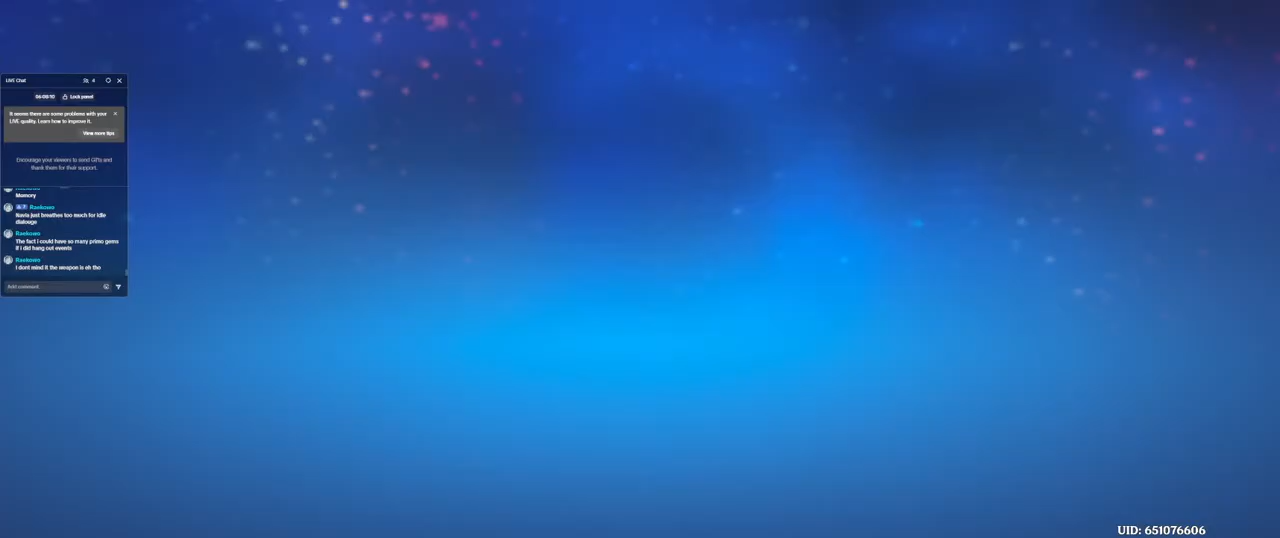 LIVE Chat
4
06:08:10 Lock panel
It seems there are some problems with your
LIVE quality. Learn how to improve it.
View more tips
Encourage your viewers to send Gifts and
thank them for their support.
Memory
Raekowo
Navia just breathes too much for idle
dialouge
Raekowo
The fact i could have so many primo gems
if i did hang out events
Raekowo
I dont mind it the weapon is eh tho
Add comment
UID: 651076606